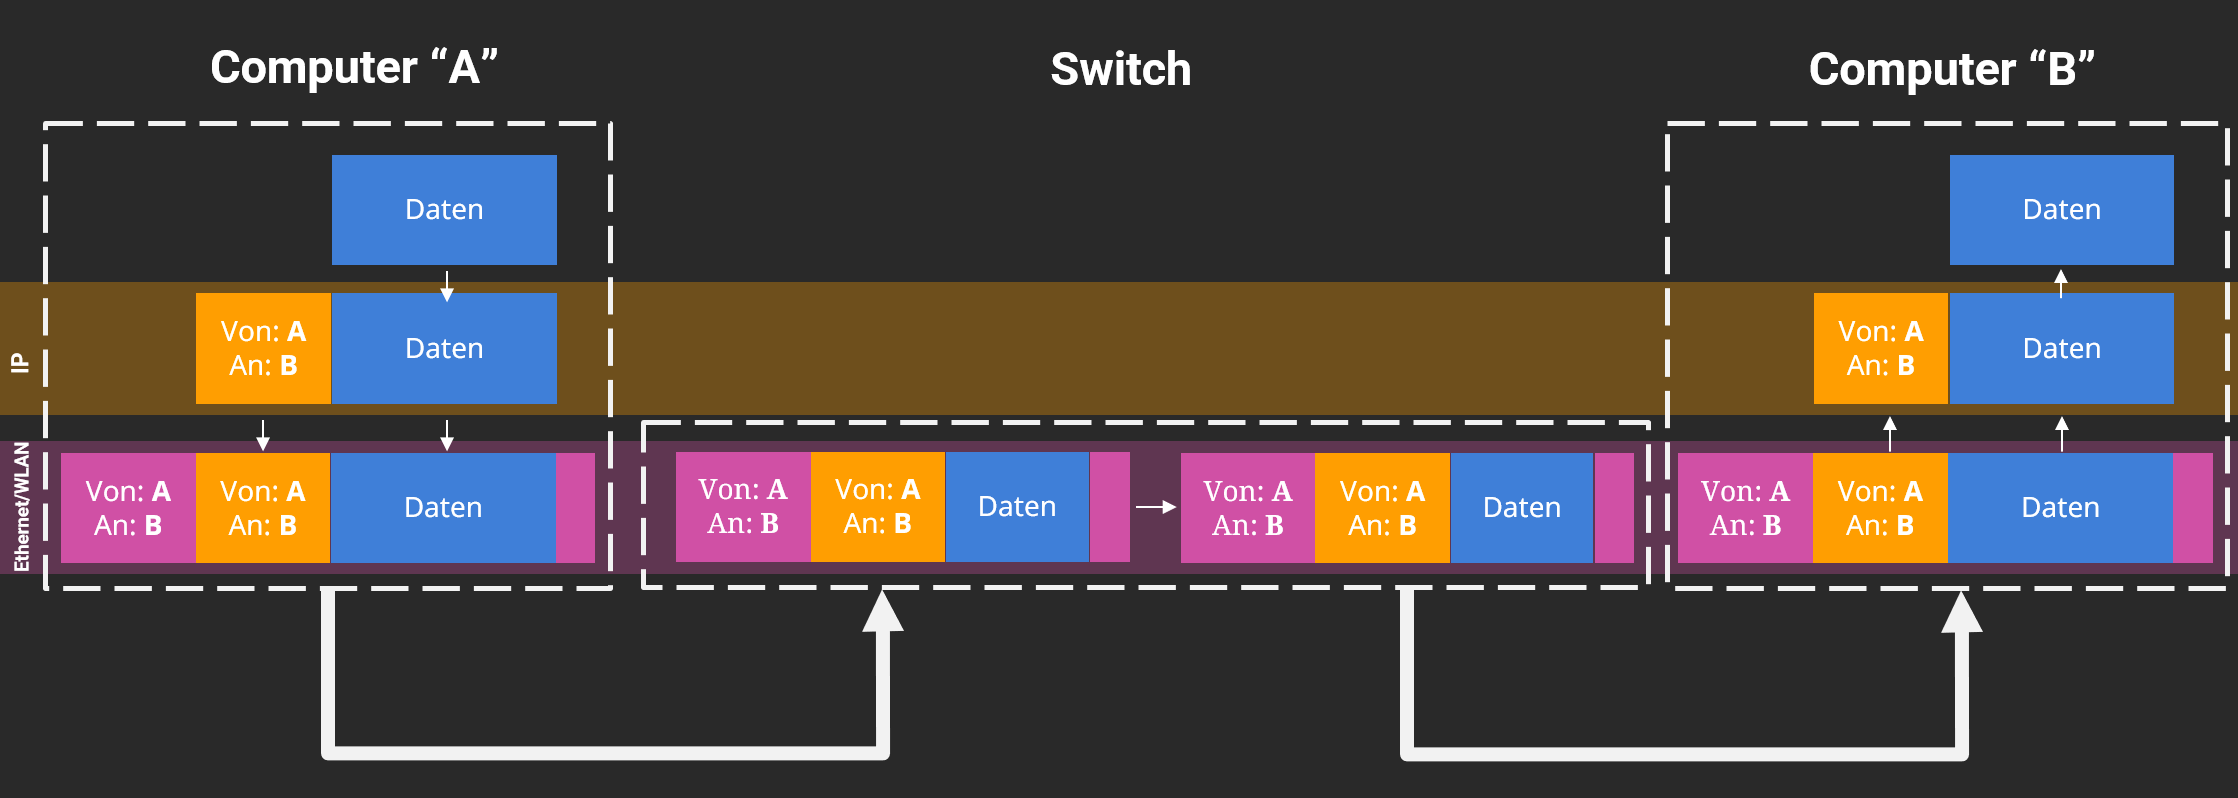 Computer “A”
Switch
Computer “B”
Daten
Daten
IP
Von: A
An: B
Daten
Von: A
An: B
Daten
Ethernet/WLAN
Von: A
An: B
Von: A
An: B
Daten
Von: A
An: B
Von: A
An: B
Daten
Von: A
An: B
Von: A
An: B
Daten
Von: A
An: B
Von: A
An: B
Daten